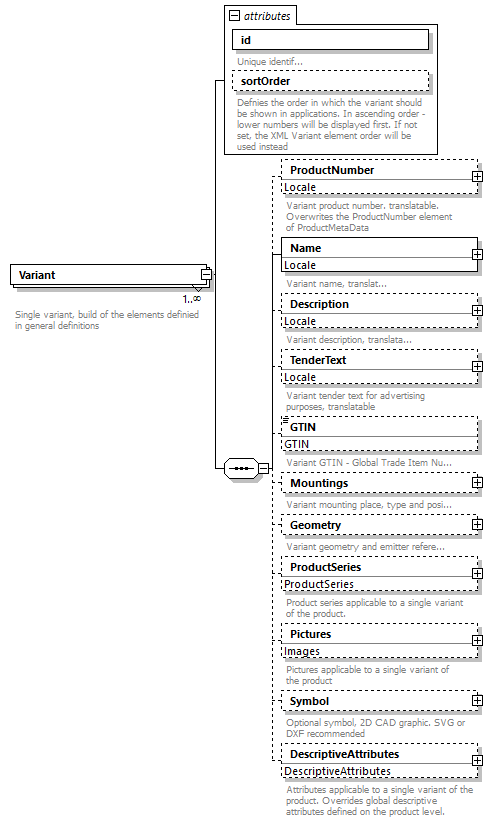 attributes
id
Unique identif...
sortOrder
Defnies the order in which the variant should
be shown in applications. In ascending order -
lower numbers will be displayed first. If not
set, the XML Variant element order will be
used instead
Variant
1..∞
Single variant, build of the elements definied
in general definitions
ProductNumber
Locale
Variant product number, translatable.
Overwrites the ProductNumber element
of ProductMetaData
Name
Locale
Variant name, translat...
Description
Locale
Variant description, translata...
TenderText
Locale
Variant tender text for advertising
purposes, translatable
GTIN
GTIN
Variant GTIN - Global Trade Item Nu...
Mountings
Variant mounting place, type and posi...
Geometry
Variant geometry and emitter refere...
ProductSeries
ProductSeries
Product series applicable to a single variant
of the product.
Pictures
Images
Pictures applicable to a single variant of
the product
Symbol
Optional symbol, 2D CAD graphic. SVG or
DXF recommended
DescriptiveAttributes
DescriptiveAttributes
Attributes applicable to a single variant of the
product. Overrides global descriptive
attributes defined on the product level.